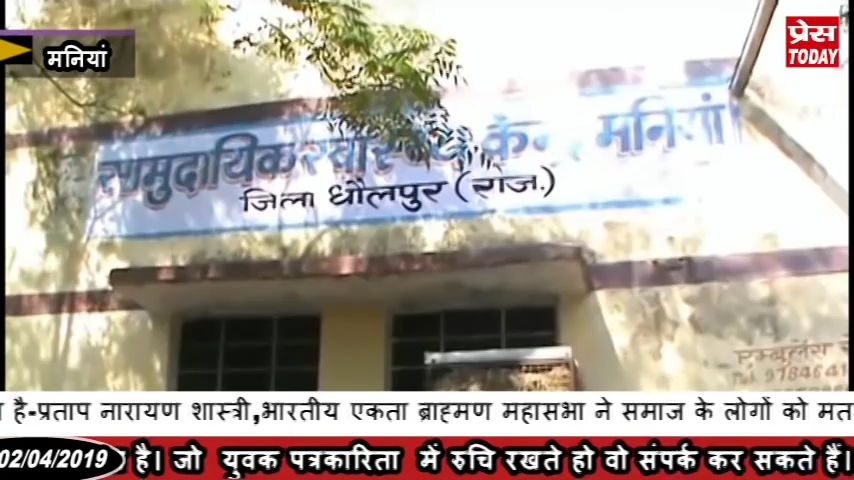 मनियां
प्रेस
TODAY
सामुदायिक स्वास्थ्य केन्द्र मनियां
जिला धौलपुर (राज.)
एम्बुलेंस
है-प्रताप नारायण शास्त्री,भारतीय एकता ब्राह्मण महासभा ने समाज के लोगों को मत
02/04/2019 है। जो युवक पत्रकारिता में रुचि रखते हो वो संपर्क कर सकते हैं।